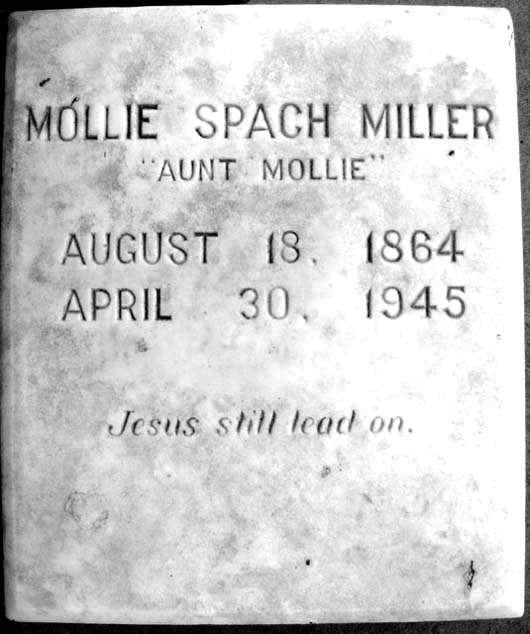 MOLLIE SPACH MILLER
"AUNT MOLLIE"
AUGUST 18, 1864
APRIL 30, 1945
Jesus still lead on.